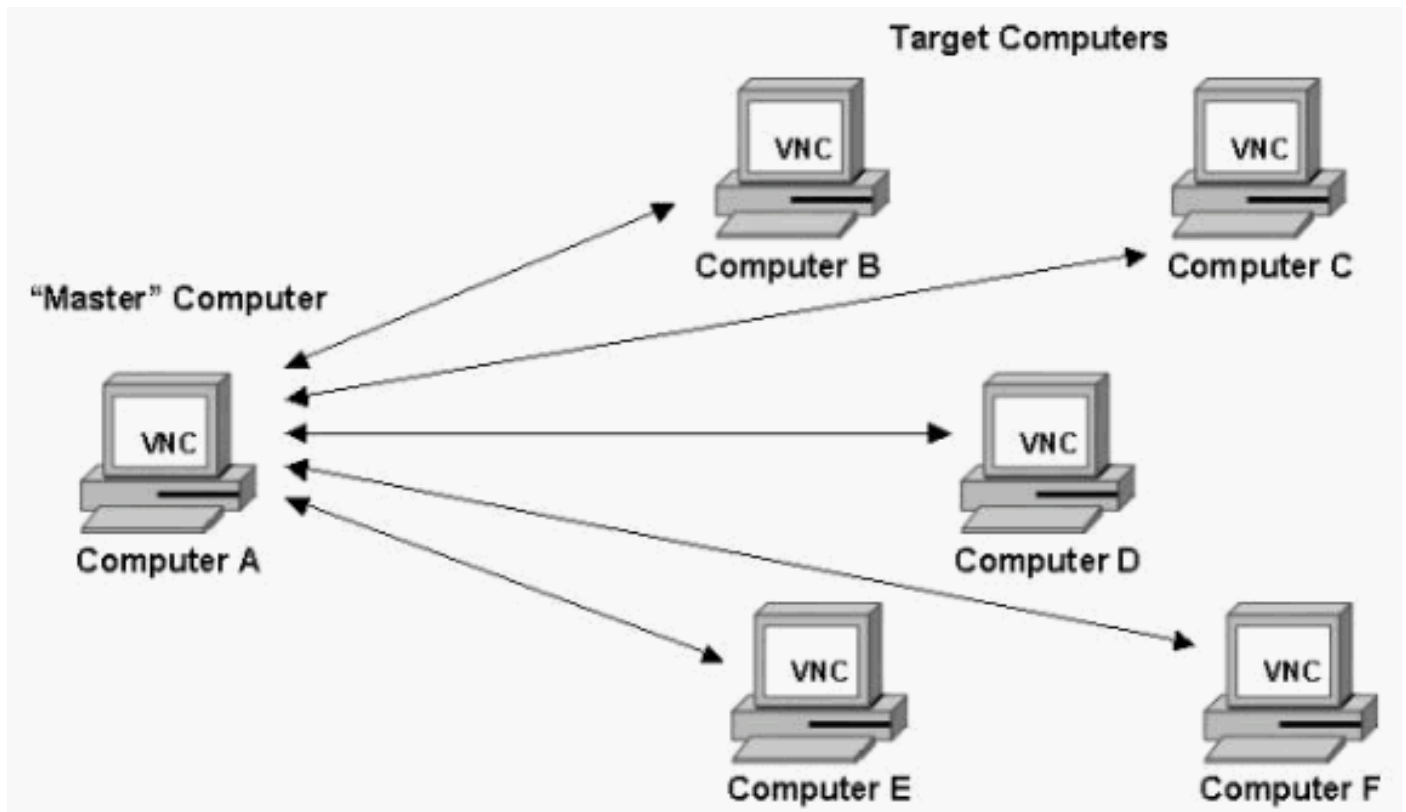 Target Computers
VNC
VNC
Computer B
Computer C
“Master” Computer
VNC
VNC
Computer A
Computer D
VNC
VNC
Computer E
Computer F